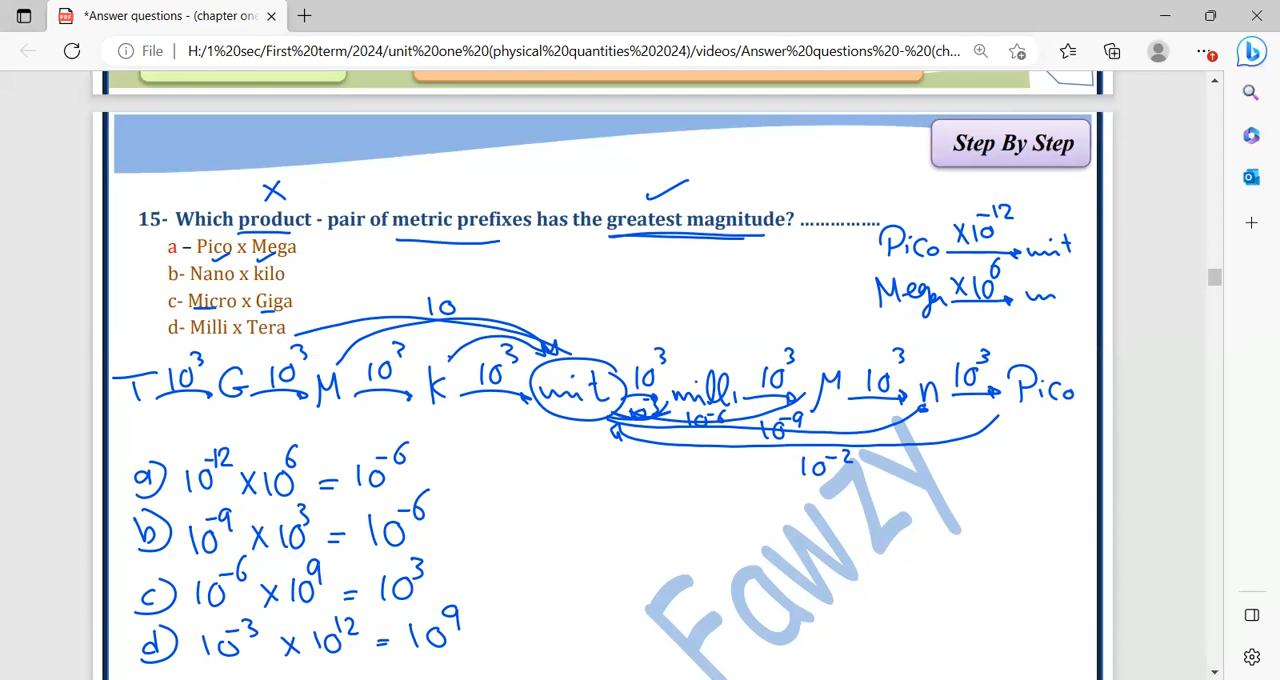 *Answer questions - (chapter one
File H:/1%20sec/First%20term/2024/unit%20one%20(physical%20quantities%202024)/videos/Answer%20questions%20-%20(ch...
Step By Step
X ✓
15- Which product - pair of metric prefixes has the greatest magnitude? ................
a – Pico x Mega
b- Nano x kilo
c- Micro x Giga
d- Milli x Tera
Pico ×10⁻¹² unit
Mega ×10⁶ u
10
T 10³ G 10³ M 10³ K 10³ unit 10³ milli 10³ M 10³ n 10³ Pico
10⁻³ 10⁻⁶ 10⁻⁹
10⁻²
a) 10⁻¹² × 10⁶ = 10⁻⁶
b) 10⁻⁹ × 10³ = 10⁻⁶
c) 10⁻⁶ × 10⁹ = 10³
d) 10⁻³ × 10¹² = 10⁹
Fawzy